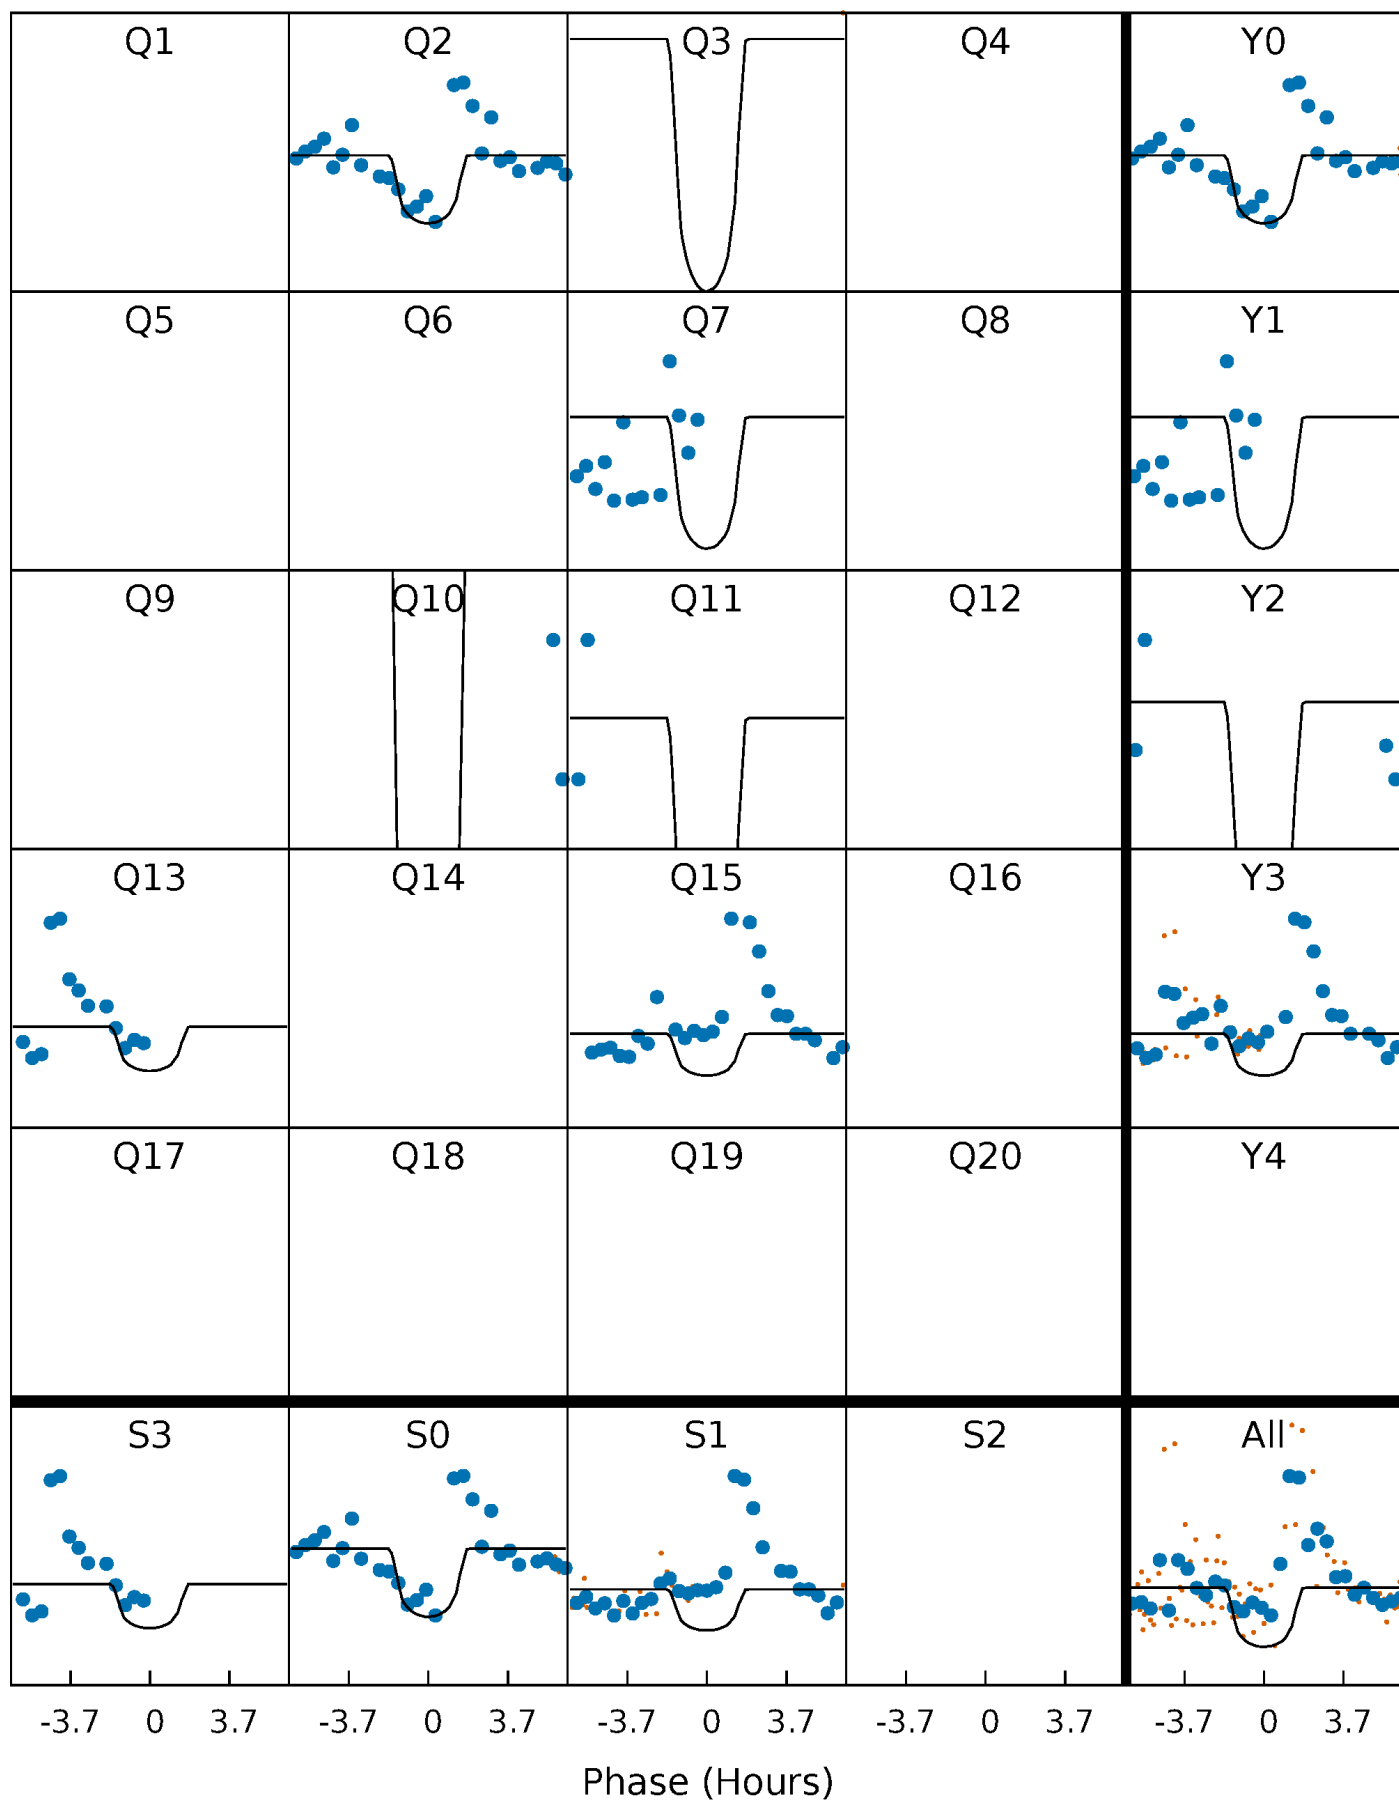 Q1 Q2 Q3 Q4 Y0
Q5 Q6 Q7 Q8 Y1
Q9 Q10 Q11 Q12 Y2
Q13 Q14 Q15 Q16 Y3
Q17 Q18 Q19 Q20 Y4
S3 S0 S1 S2 All
-3.7 0 3.7 -3.7 0 3.7 -3.7 0 3.7 -3.7 0 3.7 -3.7 0 3.7
Phase (Hours)